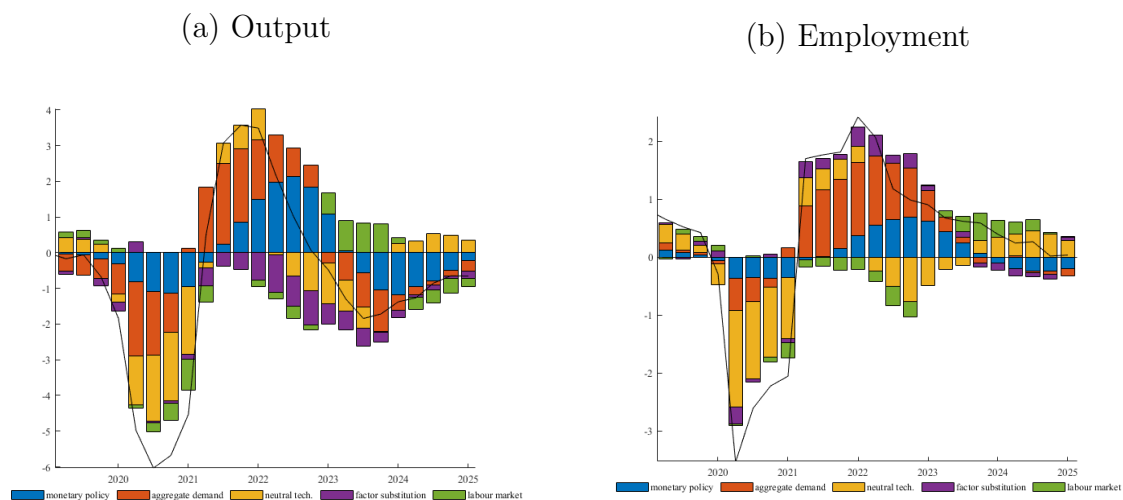 (a) Output
4
3
2
1
0
-1
-2
-3
-4
-5
-6
2020 2021 2022 2023 2024 2025
monetary policy aggregate demand neutral tech. factor substitution labour market
(b) Employment
2
1
0
-1
-2
-3
2020 2021 2022 2023 2024 2025
monetary policy aggregate demand neutral tech. factor substitution labour market